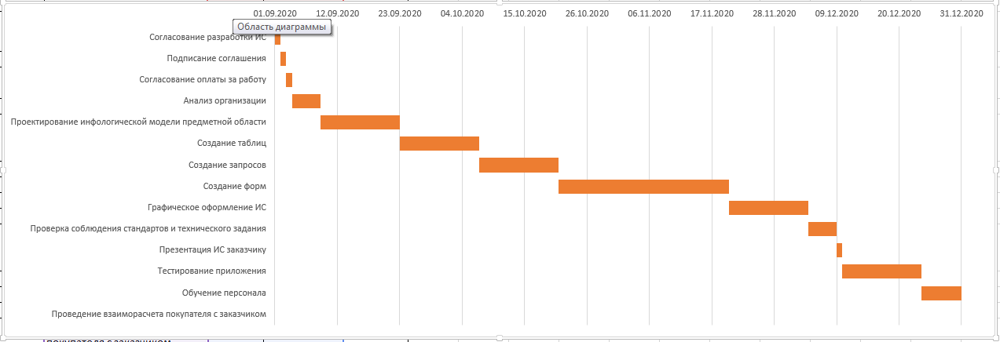 01.09.2020 12.09.2020 23.09.2020 04.10.2020 15.10.2020 26.10.2020 06.11.2020 17.11.2020 28.11.2020 09.12.2020 20.12.2020 31.12.2020
Область диаграммы
Согласование разработки ИС
Подписание соглашения
Согласование оплаты за работу
Анализ организации
Проектирование инфологической модели предметной области
Создание таблиц
Создание запросов
Создание форм
Графическое оформление ИС
Проверка соблюдения стандартов и технического задания
Презентация ИС заказчику
Тестирование приложения
Обучение персонала
Проведение взаиморасчета покупателя с заказчиком
покупателя с заказчиком